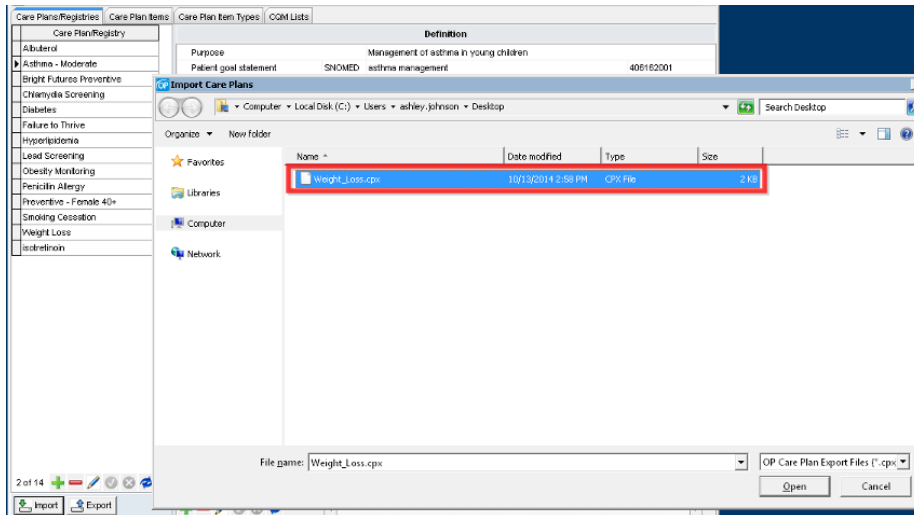 Care Plans/Registries Care Plan Items Care Plan Item Types CQM Lists
Care Plan/Registry
Definition
Albuterol
Asthma - Moderate
Bright Futures Preventive
Chlamydia Screening
Diabetes
Failure to Thrive
Hyperlipidemia
Lead Screening
Obesity Monitoring
Penicillin Allergy
Preventive - Female 40+
Smoking Cessation
Weight Loss
isotretinoin
Purpose Management of asthma in young children
Patient goal statement SNOMED asthma management 406162001
OP Import Care Plans
Computer Local Disk (C:) Users ashley.johnson Desktop
Search Desktop
Organize New folder
Favorites
Libraries
Computer
Network
Name Date modified Type Size
Weight_Loss.cpx 10/13/2014 2:58 PM CPX File 2 KB
File name: Weight_Loss.cpx
OP Care Plan Export Files (*.cpx
Open Cancel
2 of 14
Import Export